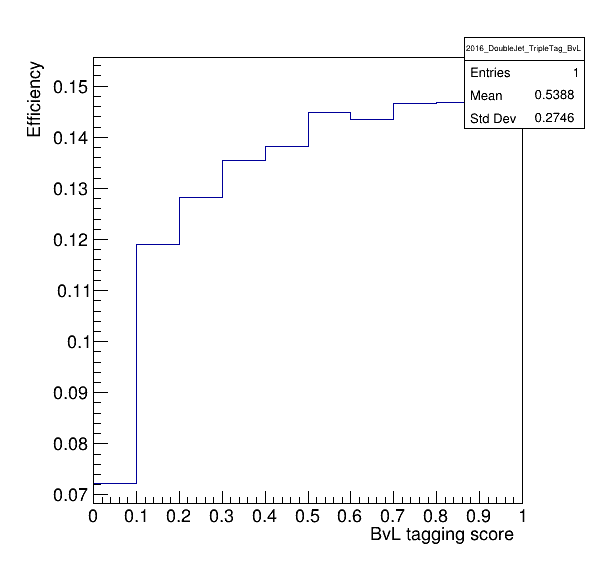 2016_DoubleJet_TripleTag_BvL
Entries 1
Mean 0.5388
Std Dev 0.2746
Efficiency
0.15
0.14
0.13
0.12
0.11
0.1
0.09
0.08
0.07
0 0.1 0.2 0.3 0.4 0.5 0.6 0.7 0.8 0.9 1
BvL tagging score